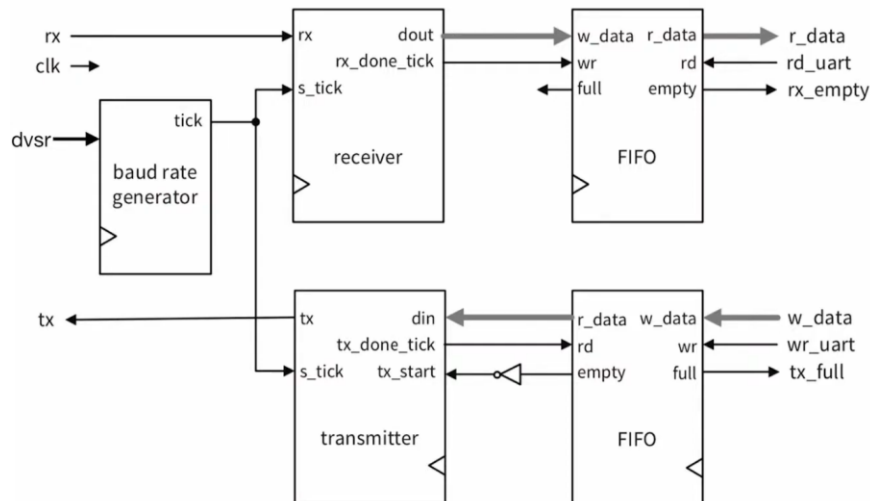 rx
clk
dvsr
tick
baud rate
generator
rx
dout
rx_done_tick
s_tick
receiver
w_data
r_data
wr
rd
full
empty
FIFO
r_data
rd_uart
rx_empty
tx
tx
din
tx_done_tick
s_tick
tx_start
transmitter
r_data
w_data
rd
wr
empty
full
FIFO
w_data
wr_uart
tx_full